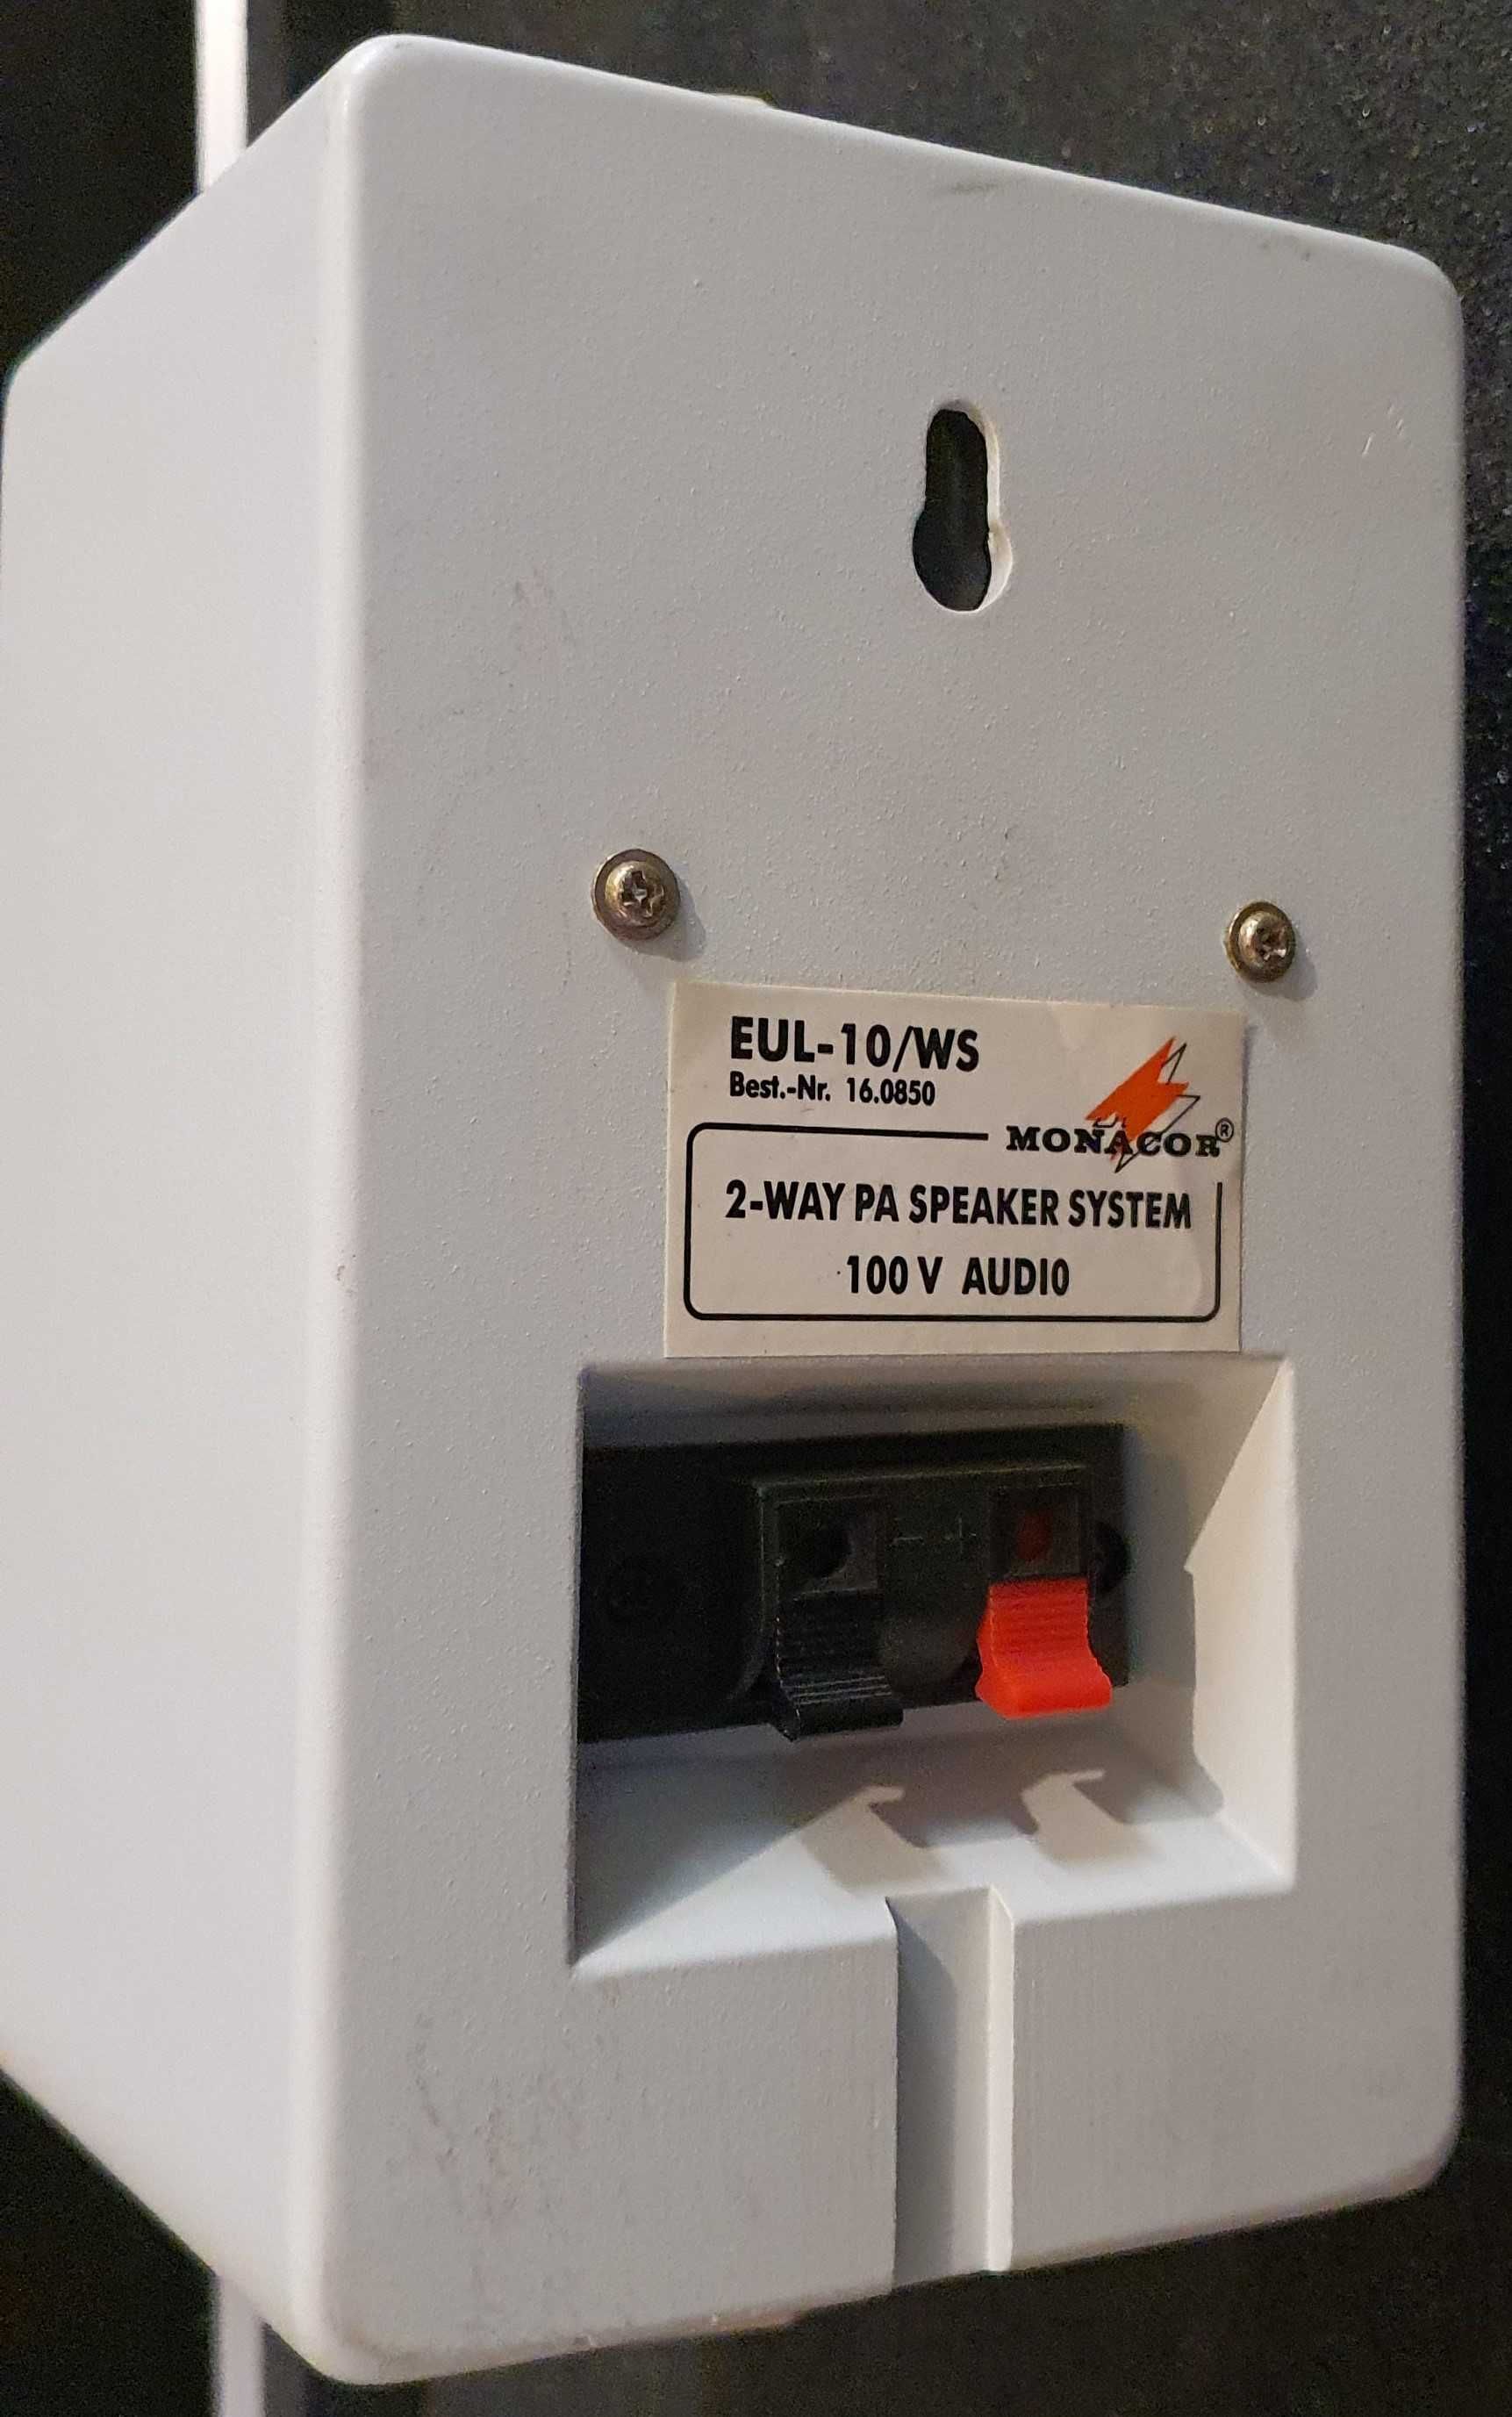 EUL-10/WS
Best.-Nr. 16.0850
MONACOR®
2-WAY PA SPEAKER SYSTEM
100 V AUDIO
- +